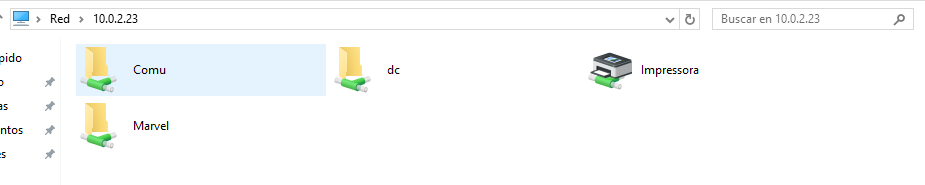 Red > 10.0.2.23
Buscar en 10.0.2.23
pido
o
Comu
dc
Impressora
as
ntos
Marvel
es